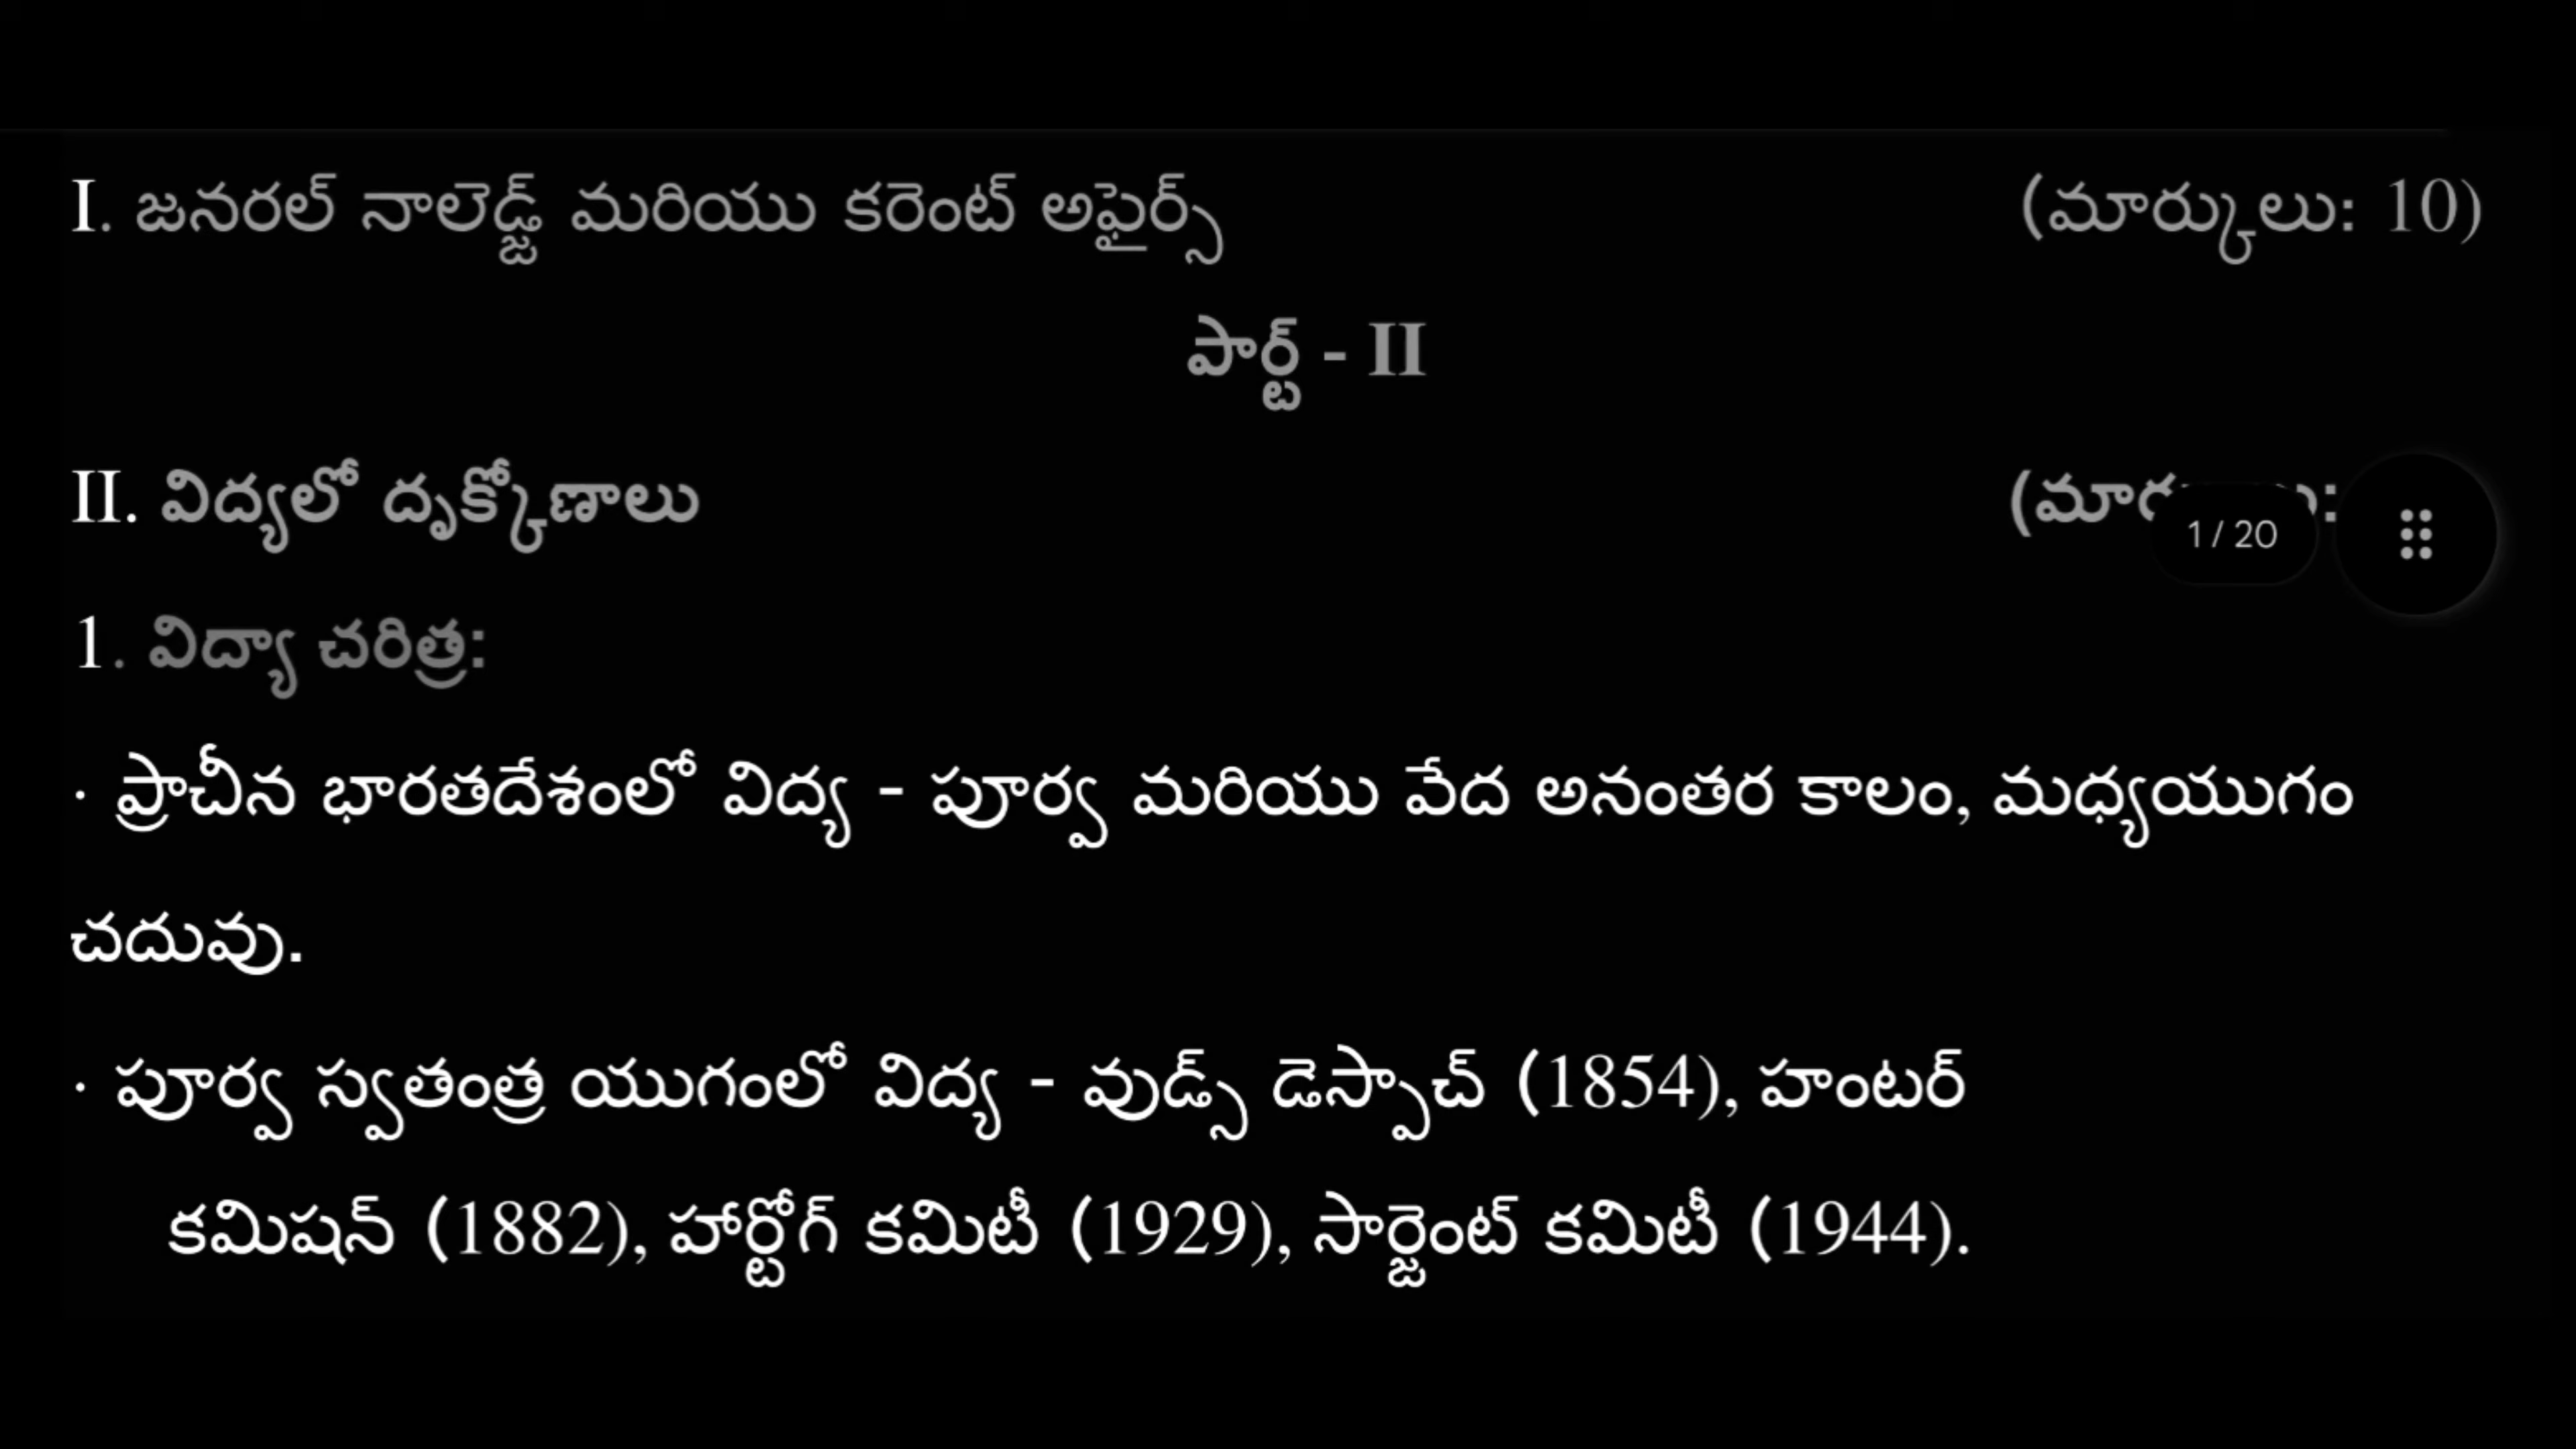 I. జనరల్ నాలెడ్జ్ మరియు కరెంట్ అఫైర్స్ (మార్కులు: 10)
పార్ట్ - II
II. విద్యలో దృక్కోణాలు
1 / 20
1. విద్యా చరిత్ర:
· ప్రాచీన భారతదేశంలో విద్య - పూర్వ మరియు వేద అనంతర కాలం, మధ్యయుగం
చదువు.
· పూర్వ స్వతంత్ర యుగంలో విద్య - వుడ్స్ డెస్పాచ్ (1854), హంటర్
కమిషన్ (1882), హార్టోగ్ కమిటీ (1929), సార్జెంట్ కమిటీ (1944).